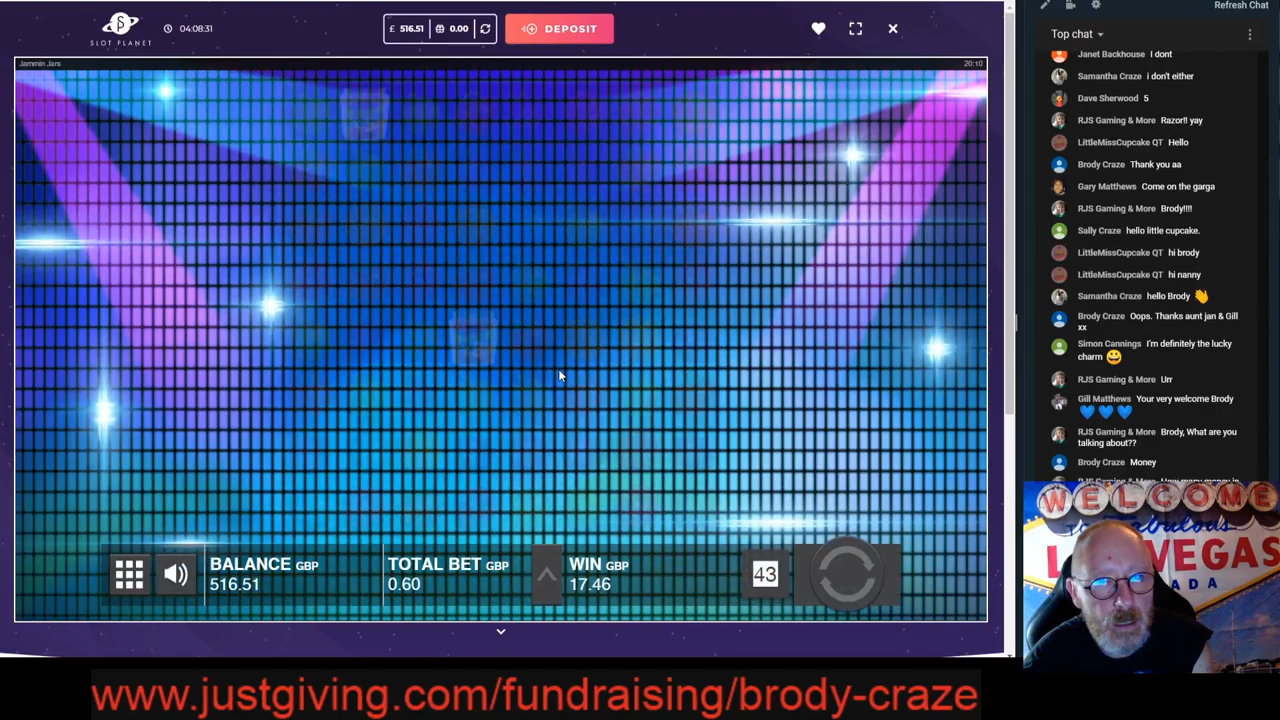 SLOT PLANET
04:08:31
£ 516.51
0.00
DEPOSIT
Jammin Jars
20:10
BALANCE GBP
516.51
TOTAL BET GBP
0.60
WIN GBP
17.46
43
Refresh Chat
Top chat
Janet Backhouse I dont
Samantha Craze i don't either
Dave Sherwood 5
RJS Gaming & More Razor!! yay
LittleMissCupcake QT Hello
Brody Craze Thank you aa
Gary Matthews Come on the garga
RJS Gaming & More Brody!!!!
Sally Craze hello little cupcake.
LittleMissCupcake QT hi brody
LittleMissCupcake QT hi nanny
Samantha Craze hello Brody 👋
Brody Craze Oops. Thanks aunt jan & Gill
xx
Simon Cannings I'm definitely the lucky
charm 😀
RJS Gaming & More Urr
Gill Matthews Your very welcome Brody
💙 💙 💙
RJS Gaming & More Brody, What are you
talking about??
Brody Craze Money
WELCOME
To Fabulous
LAS VEGAS
ADA
www.justgiving.com/fundraising/brody-craze